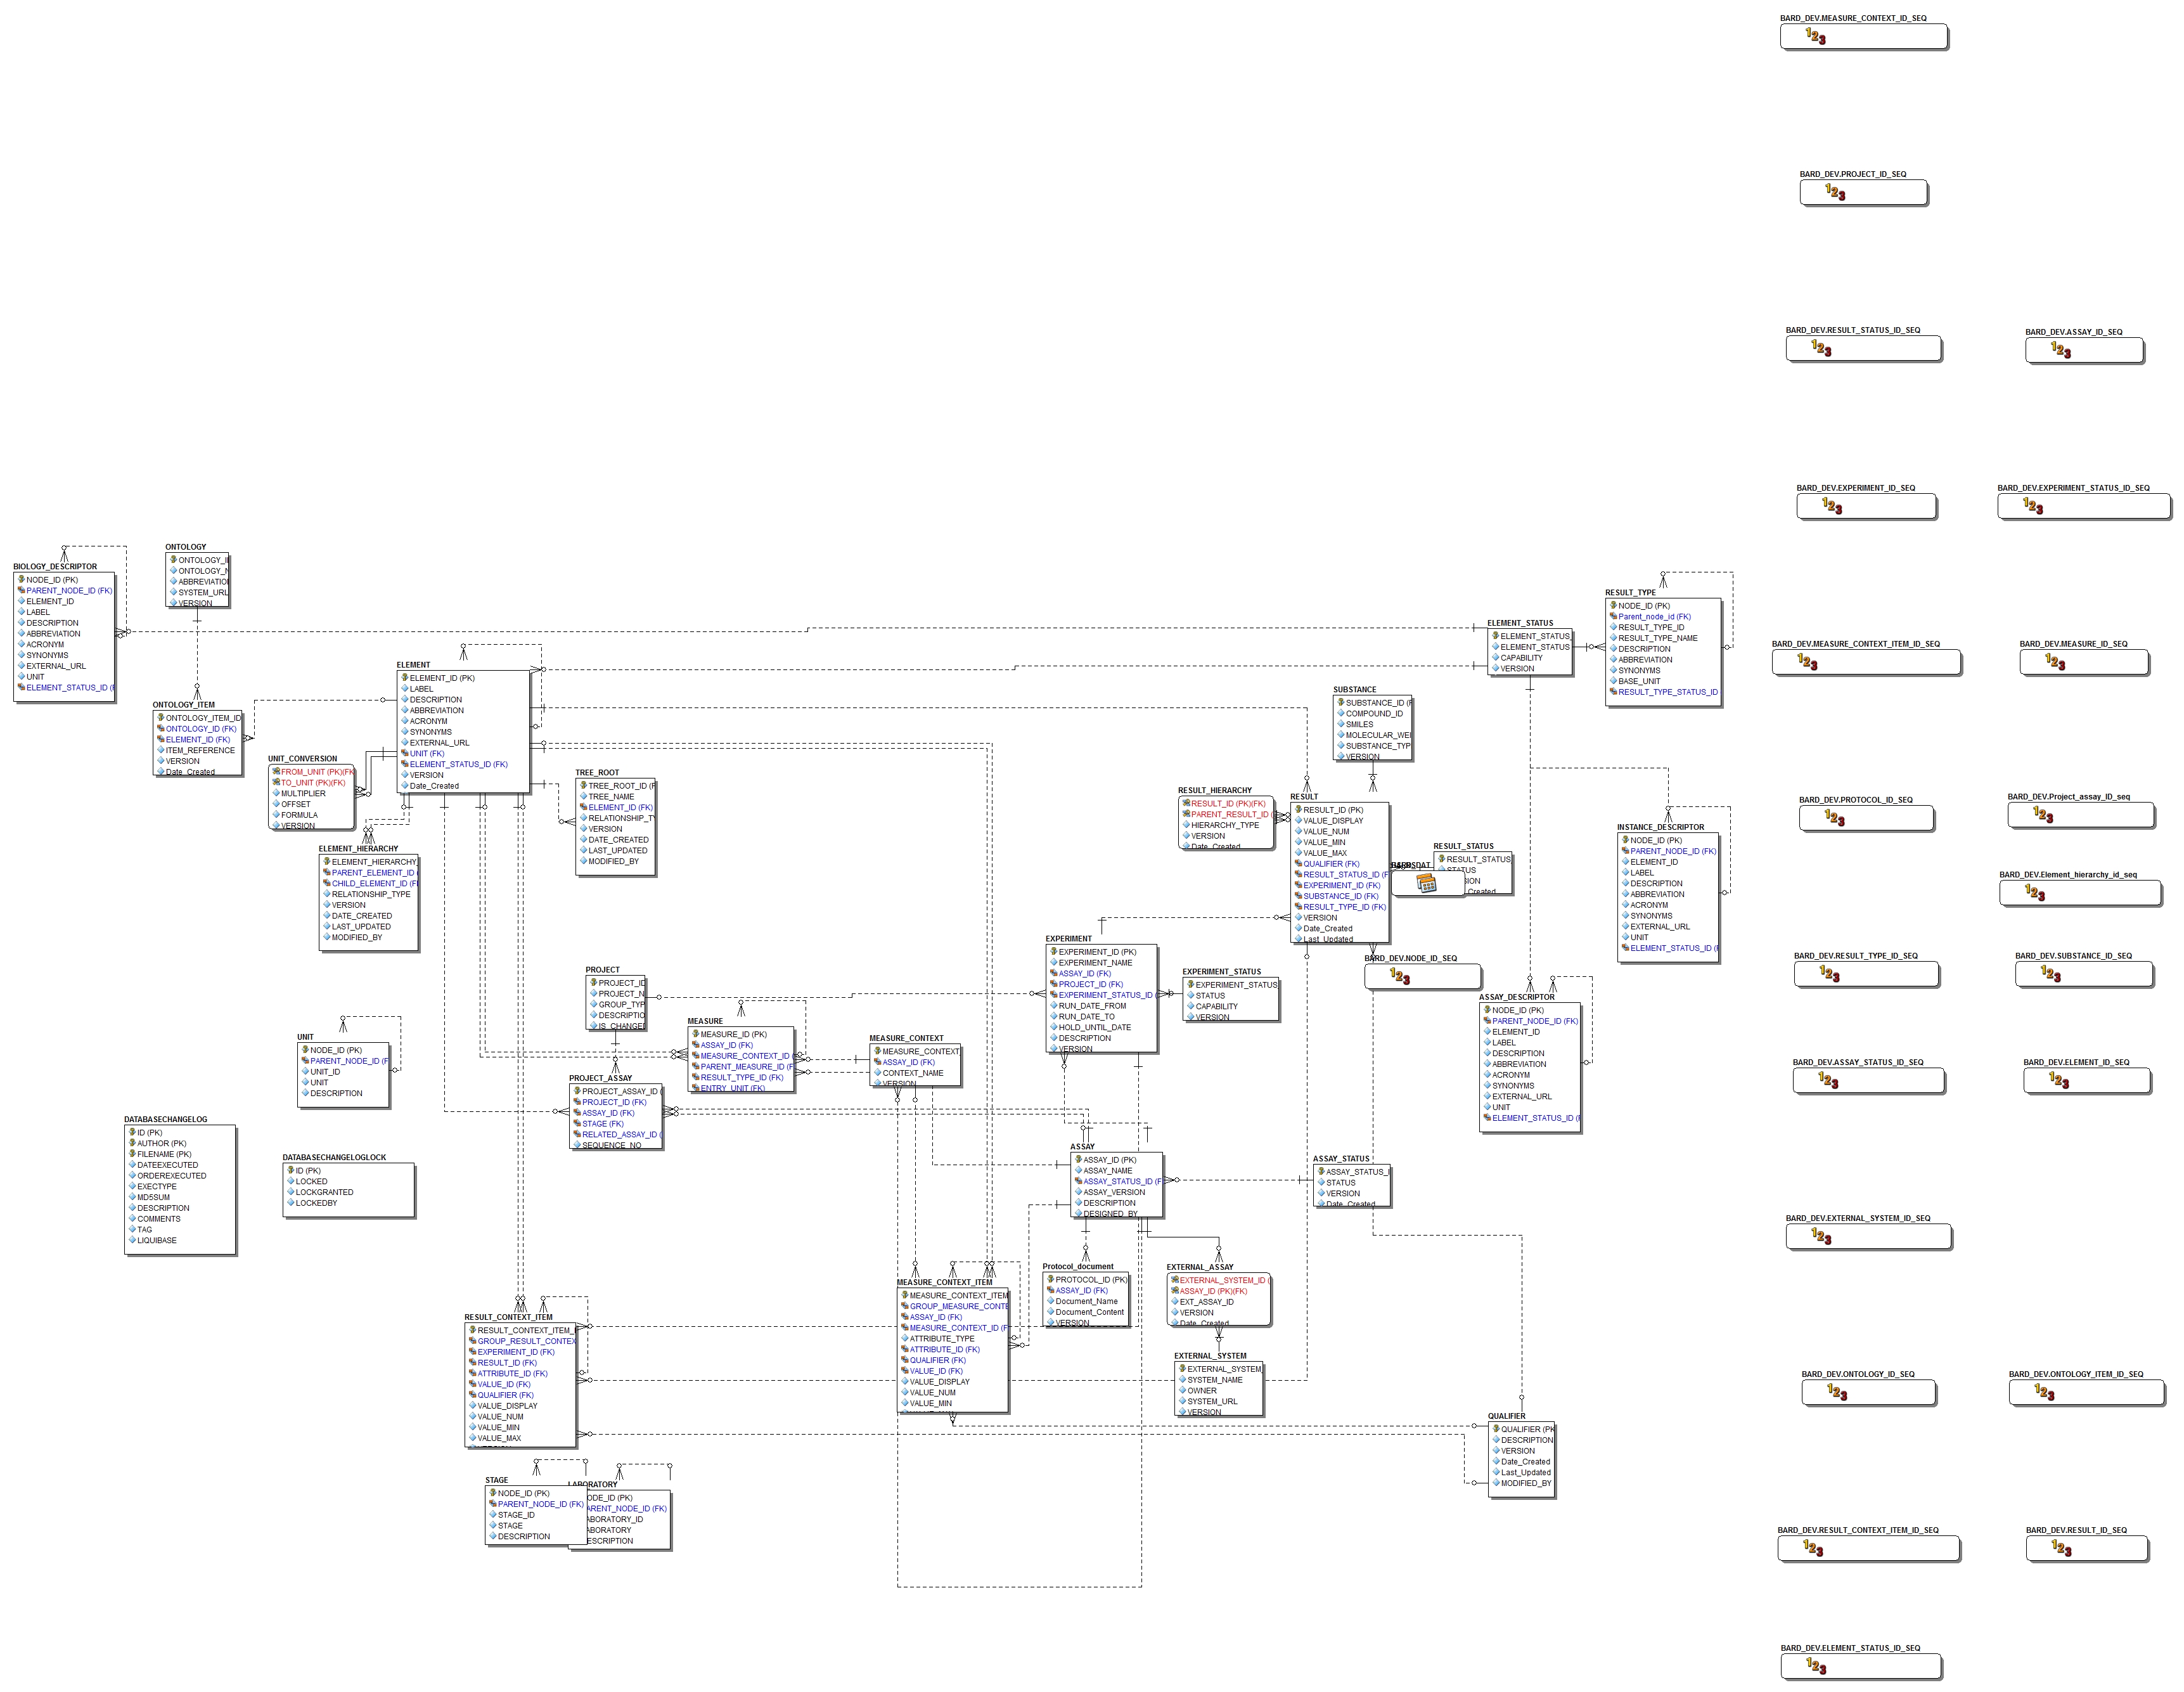 BARD_DEV.MEASURE_CONTEXT_ID_SEQ
BARD_DEV.PROJECT_ID_SEQ
BARD_DEV.RESULT_STATUS_ID_SEQ
BARD_DEV.ASSAY_ID_SEQ
BARD_DEV.EXPERIMENT_ID_SEQ
BARD_DEV.EXPERIMENT_STATUS_ID_SEQ
BIOLOGY_DESCRIPTOR
NODE_ID (PK)
PARENT_NODE_ID (FK)
ELEMENT_ID
LABEL
DESCRIPTION
ABBREVIATION
ACRONYM
SYNONYMS
EXTERNAL_URL
UNIT
ELEMENT_STATUS_ID (F
ONTOLOGY
ONTOLOGY_I
ONTOLOGY_N
ABBREVIATIO
SYSTEM_URL
VERSION
ONTOLOGY_ITEM
ONTOLOGY_ITEM_ID
ONTOLOGY_ID (FK)
ELEMENT_ID (FK)
ITEM_REFERENCE
VERSION
Date_Created
ELEMENT
ELEMENT_ID (PK)
LABEL
DESCRIPTION
ABBREVIATION
ACRONYM
SYNONYMS
EXTERNAL_URL
UNIT (FK)
ELEMENT_STATUS_ID (FK)
VERSION
Date_Created
UNIT_CONVERSION
FROM_UNIT (PK)(FK
TO_UNIT (PK)(FK)
MULTIPLIER
OFFSET
FORMULA
VERSION
TREE_ROOT
TREE_ROOT_ID (P
TREE_NAME
ELEMENT_ID (FK)
RELATIONSHIP_TY
VERSION
DATE_CREATED
LAST_UPDATED
MODIFIED_BY
ELEMENT_HIERARCHY
ELEMENT_HIERARCHY_
PARENT_ELEMENT_ID (
CHILD_ELEMENT_ID (F
RELATIONSHIP_TYPE
VERSION
DATE_CREATED
LAST_UPDATED
MODIFIED_BY
ELEMENT_STATUS
ELEMENT_STATUS_
ELEMENT_STATUS
CAPABILITY
VERSION
RESULT_TYPE
NODE_ID (PK)
Parent_node_id (FK)
RESULT_TYPE_ID
RESULT_TYPE_NAME
DESCRIPTION
ABBREVIATION
SYNONYMS
BASE_UNIT
RESULT_TYPE_STATUS_ID
BARD_DEV.MEASURE_CONTEXT_ITEM_ID_SEQ
BARD_DEV.MEASURE_ID_SEQ
SUBSTANCE
SUBSTANCE_ID (P
COMPOUND_ID
SMILES
MOLECULAR_WEI
SUBSTANCE_TYP
VERSION
RESULT_HIERARCHY
RESULT_ID (PK)(FK)
PARENT_RESULT_ID (
HIERARCHY_TYPE
VERSION
Date_Created
RESULT
RESULT_ID (PK)
VALUE_DISPLAY
VALUE_NUM
VALUE_MIN
VALUE_MAX
QUALIFIER (FK)
RESULT_STATUS_ID (F
EXPERIMENT_ID (FK)
SUBSTANCE_ID (FK)
RESULT_TYPE_ID (FK)
VERSION
Date_Created
Last_Updated
RESULT_STATUS
RESULT_STATUS
STATUS
SION
Created
INSTANCE_DESCRIPTOR
NODE_ID (PK)
PARENT_NODE_ID (FK)
ELEMENT_ID
LABEL
DESCRIPTION
ABBREVIATION
ACRONYM
SYNONYMS
EXTERNAL_URL
UNIT
ELEMENT_STATUS_ID (F
BARD_DEV.PROTOCOL_ID_SEQ
BARD_DEV.Project_assay_ID_seq
BARD_DEV.Element_hierarchy_id_seq
BARD_DEV.RESULT_TYPE_ID_SEQ
BARD_DEV.SUBSTANCE_ID_SEQ
BARD_DEV.NODE_ID_SEQ
EXPERIMENT
EXPERIMENT_ID (PK)
EXPERIMENT_NAME
ASSAY_ID (FK)
PROJECT_ID (FK)
EXPERIMENT_STATUS_ID (
RUN_DATE_FROM
RUN_DATE_TO
HOLD_UNTIL_DATE
DESCRIPTION
VERSION
EXPERIMENT_STATUS
EXPERIMENT_STATUS
STATUS
CAPABILITY
VERSION
ASSAY_DESCRIPTOR
NODE_ID (PK)
PARENT_NODE_ID (FK)
ELEMENT_ID
LABEL
DESCRIPTION
ABBREVIATION
ACRONYM
SYNONYMS
EXTERNAL_URL
UNIT
ELEMENT_STATUS_ID (F
PROJECT
PROJECT_ID
PROJECT_N
GROUP_TYP
DESCRIPTIO
IS_CHANGE
MEASURE
MEASURE_ID (PK)
ASSAY_ID (FK)
MEASURE_CONTEXT_ID (
PARENT_MEASURE_ID (F
RESULT_TYPE_ID (FK)
ENTRY_UNIT (FK)
MEASURE_CONTEXT
MEASURE_CONTEXT_
ASSAY_ID (FK)
CONTEXT_NAME
VERSION
UNIT
NODE_ID (PK)
PARENT_NODE_ID (F
UNIT_ID
UNIT
DESCRIPTION
PROJECT_ASSAY
PROJECT_ASSAY_ID (
PROJECT_ID (FK)
ASSAY_ID (FK)
STAGE (FK)
RELATED_ASSAY_ID (
SEQUENCE_NO
BARD_DEV.ASSAY_STATUS_ID_SEQ
BARD_DEV.ELEMENT_ID_SEQ
DATABASECHANGELOG
ID (PK)
AUTHOR (PK)
FILENAME (PK)
DATEEXECUTED
ORDEREXECUTED
EXECTYPE
MD5SUM
DESCRIPTION
COMMENTS
TAG
LIQUIBASE
DATABASECHANGELOGLOCK
ID (PK)
LOCKED
LOCKGRANTED
LOCKEDBY
ASSAY
ASSAY_ID (PK)
ASSAY_NAME
ASSAY_STATUS_ID (F
ASSAY_VERSION
DESCRIPTION
DESIGNED_BY
ASSAY_STATUS
ASSAY_STATUS_I
STATUS
VERSION
Date_Created
BARD_DEV.EXTERNAL_SYSTEM_ID_SEQ
MEASURE_CONTEXT_ITEM
MEASURE_CONTEXT_ITEM
GROUP_MEASURE_CONTE
ASSAY_ID (FK)
MEASURE_CONTEXT_ID (F
ATTRIBUTE_TYPE
ATTRIBUTE_ID (FK)
QUALIFIER (FK)
VALUE_ID (FK)
VALUE_DISPLAY
VALUE_NUM
VALUE_MIN
Protocol_document
PROTOCOL_ID (PK)
ASSAY_ID (FK)
Document_Name
Document_Content
VERSION
EXTERNAL_ASSAY
EXTERNAL_SYSTEM_ID (
ASSAY_ID (PK)(FK)
EXT_ASSAY_ID
VERSION
Date_Created
EXTERNAL_SYSTEM
EXTERNAL_SYSTEM_
SYSTEM_NAME
OWNER
SYSTEM_URL
VERSION
RESULT_CONTEXT_ITEM
RESULT_CONTEXT_ITEM_
GROUP_RESULT_CONTEX
EXPERIMENT_ID (FK)
RESULT_ID (FK)
ATTRIBUTE_ID (FK)
VALUE_ID (FK)
QUALIFIER (FK)
VALUE_DISPLAY
VALUE_NUM
VALUE_MIN
VALUE_MAX
BARD_DEV.ONTOLOGY_ID_SEQ
BARD_DEV.ONTOLOGY_ITEM_ID_SEQ
QUALIFIER
QUALIFIER (PK
DESCRIPTION
VERSION
Date_Created
Last_Updated
MODIFIED_BY
STAGE
NODE_ID (PK)
PARENT_NODE_ID (FK)
STAGE_ID
STAGE
DESCRIPTION
LABORATORY
ODE_ID (PK)
ARENT_NODE_ID (FK)
ABORATORY_ID
ABORATORY
ESCRIPTION
BARD_DEV.RESULT_CONTEXT_ITEM_ID_SEQ
BARD_DEV.RESULT_ID_SEQ
BARD_DEV.ELEMENT_STATUS_ID_SEQ